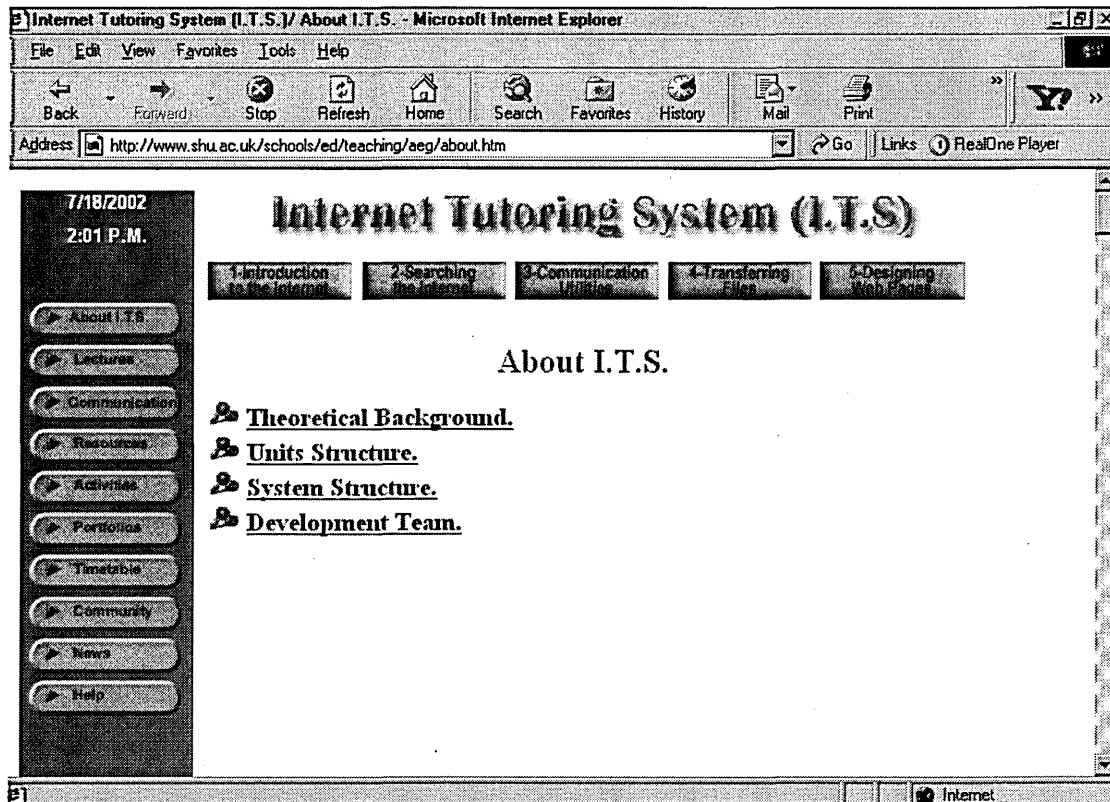 Internet Tutoring System (I.T.S.)/ About I.T.S. - Microsoft Internet Explorer
File Edit View Favorites Tools Help
Back Forward Stop Refresh Home Search Favorites History Mail Print
Address http://www.shu.ac.uk/schools/ed/teaching/aeg/about.htm Go Links RealOne Player
7/18/2002
2:01 P.M.
Internet Tutoring System (I.T.S)
1-Introduction
to the Internet
2-Searching
the Internet
3-Communication
Utilities
4-Transferring
Files
5-Designing
Web Pages
About I.T.S
Lectures
Communication
Resources
Activities
Portfolios
Timetable
Community
News
Help
About I.T.S.
Theoretical Background.
Units Structure.
System Structure.
Development Team.
Internet